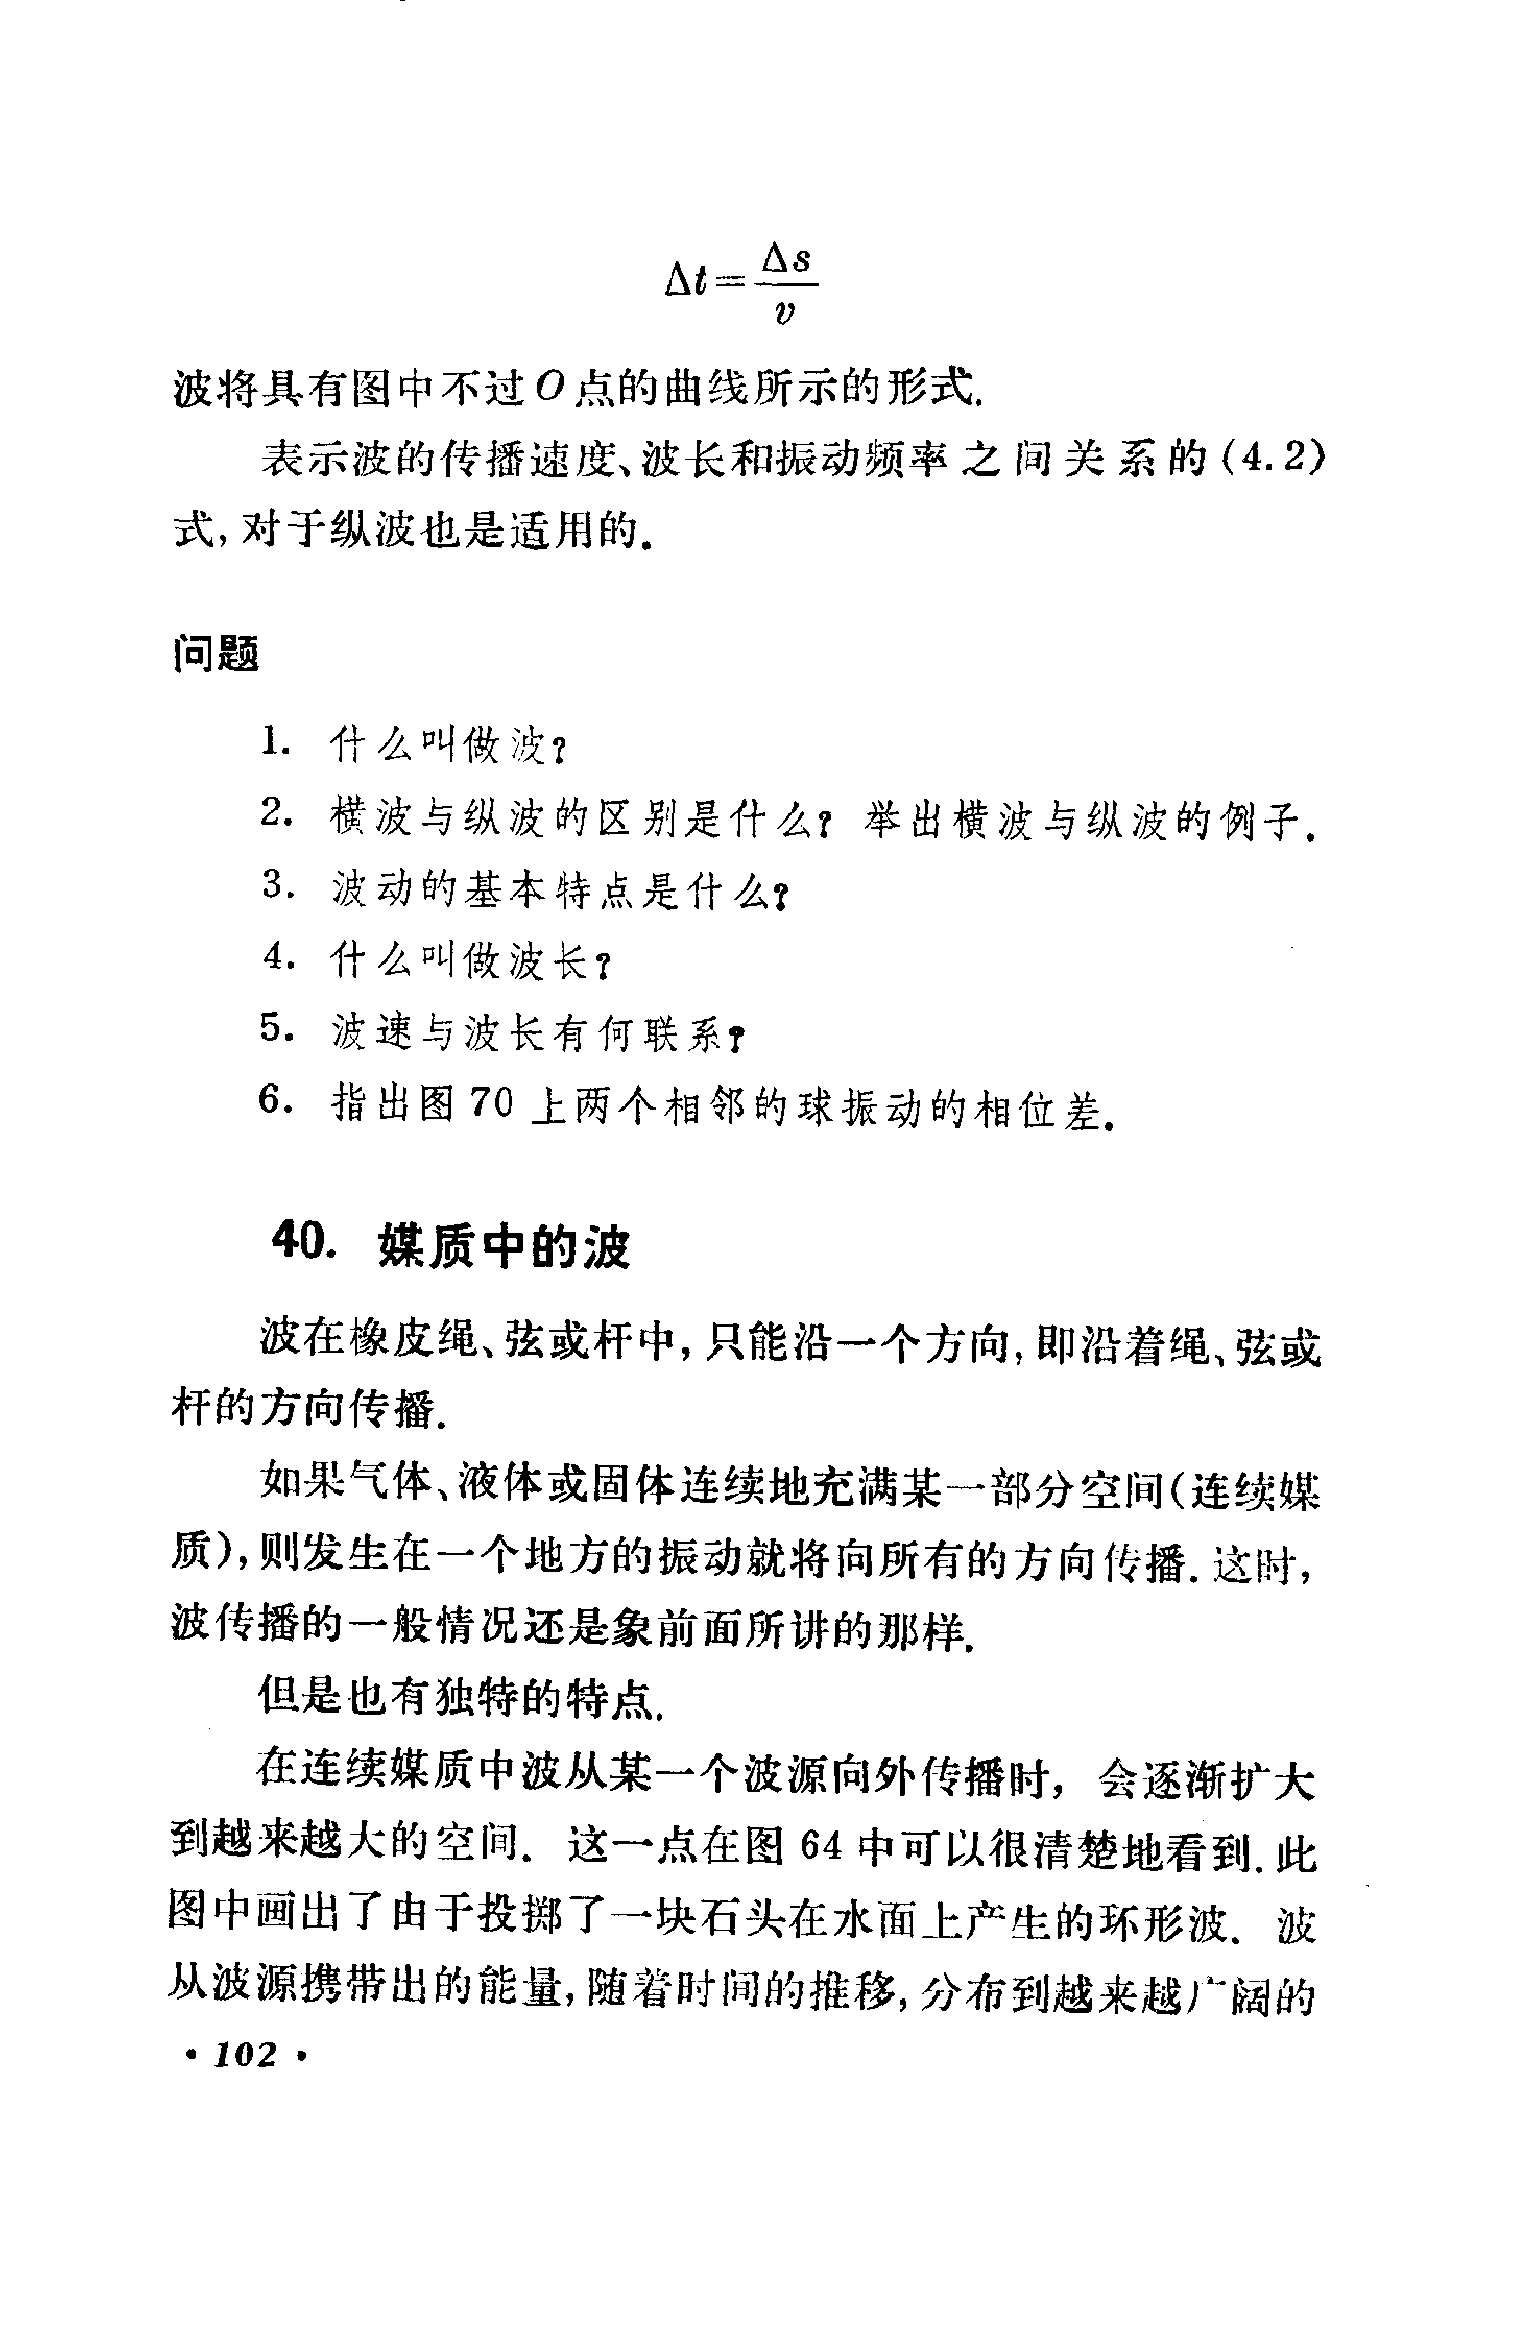 Δt=Δs/v
波将具有图中不过O点的曲线所示的形式.
表示波的传播速度、波长和振动频率之间关系的(4.2)
式,对于纵波也是适用的.
问题
1. 什么叫做波?
2. 横波与纵波的区别是什么? 举出横波与纵波的例子.
3. 波动的基本特点是什么?
4. 什么叫做波长?
5. 波速与波长有何联系?
6. 指出图 70 上两个相邻的球振动的相位差.
40. 媒质中的波
波在橡皮绳、弦或杆中,只能沿一个方向,即沿着绳、弦或
杆的方向传播.
如果气体、液体或固体连续地充满某一部分空间(连续媒
质),则发生在一个地方的振动就将向所有的方向传播.这时,
波传播的一般情况还是象前面所讲的那样.
但是也有独特的特点.
在连续媒质中波从某一个波源向外传播时, 会逐渐扩大
到越来越大的空间. 这一点在图 64 中可以很清楚地看到.此
图中画出了由于投掷了一块石头在水面上产生的环形波. 波
从波源携带出的能量,随着时间的推移,分布到越来越广阔的
• 102 •